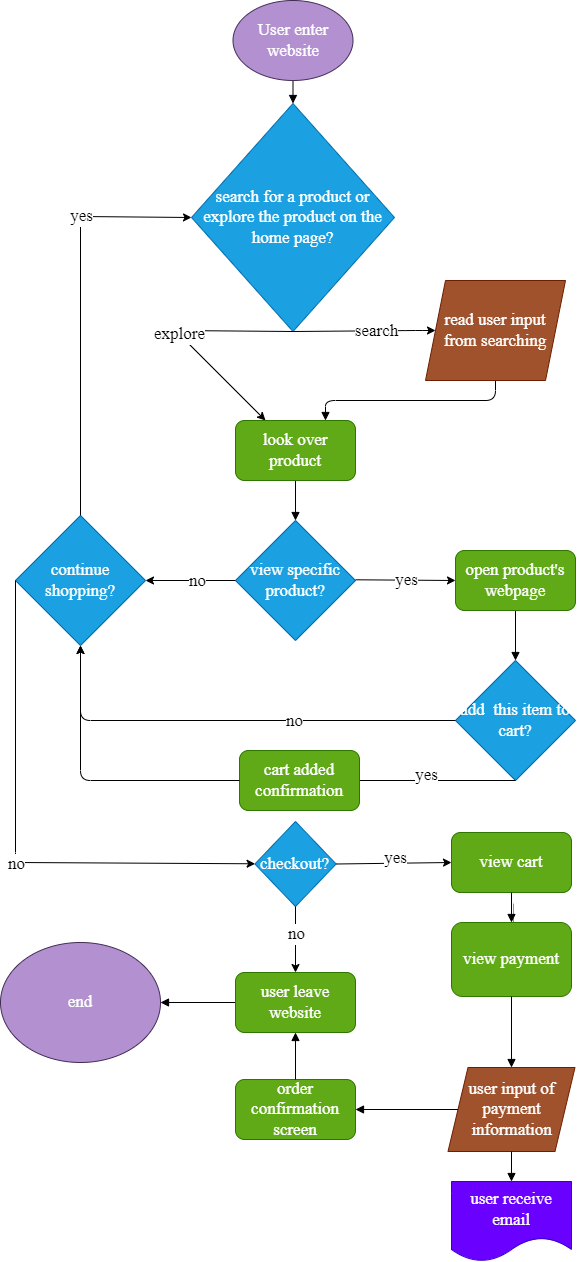 User enter
website
search for a product or
explore the product on the
home page?
yes
explore
search
read user input
from searching
look over
product
continue
shopping?
no
view specific
product?
yes
open product's
webpage
no
add  this item to
cart?
cart added
confirmation
yes
no
checkout?
yes
view cart
no
view payment
end
user leave
website
order
confirmation
screen
user input of
payment
information
user receive
email